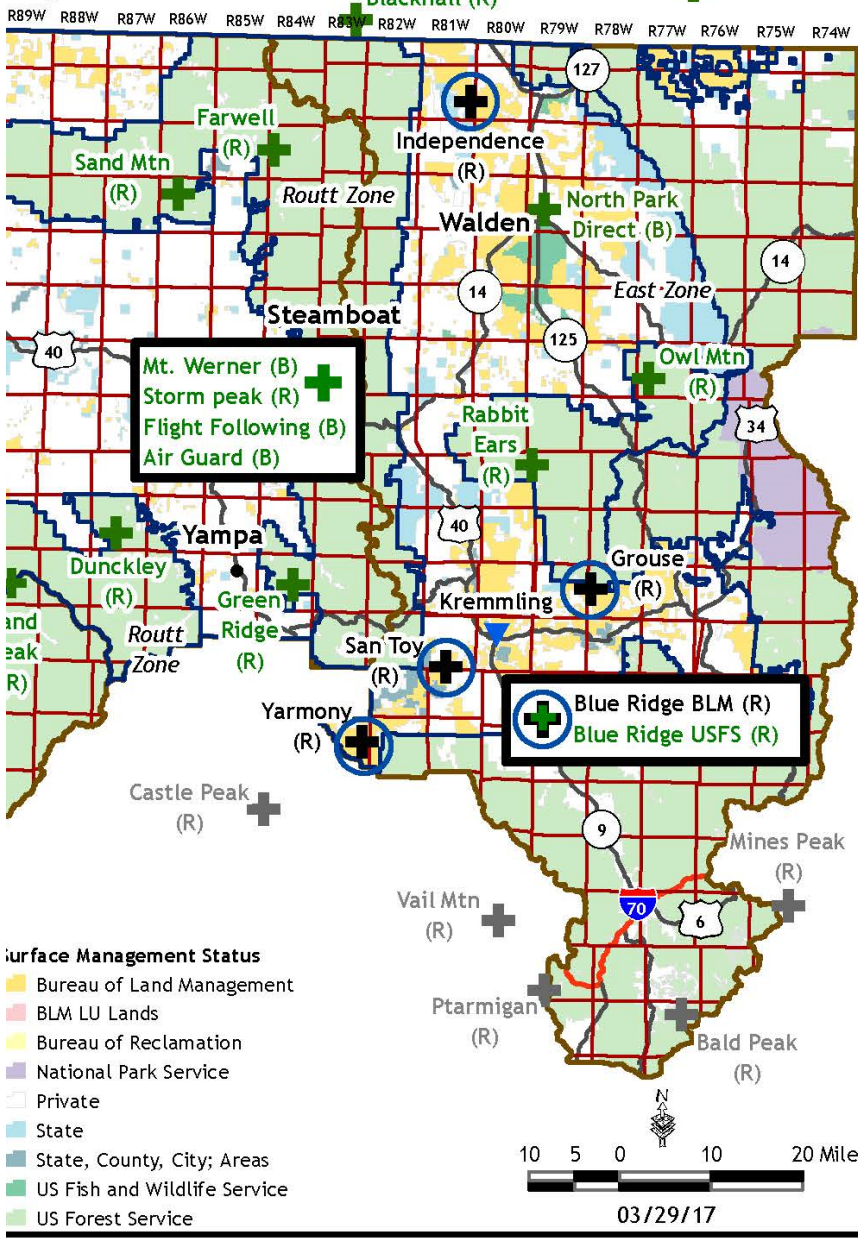 Blackhall (R)
R89W R88W R87W R86W R85W R84W R83W R82W R81W R80W R79W R78W R77W R76W R75W R74W
127
Farwell
(R)
Sand Mtn
(R)
Independence
(R)
Routt Zone
North Park
Direct (B)
Walden
14
14
East Zone
Steamboat
40
125
Mt. Werner (B)
Storm peak (R)
Flight Following (B)
Air Guard (B)
Owl Mtn
(R)
Rabbit
Ears
(R)
34
40
Yampa
Dunckley
(R)
Green
Ridge
(R)
Grouse
(R)
Kremmling
and
eak
R)
Routt
Zone
San Toy
(R)
Yarmony
(R)
Blue Ridge BLM (R)
Blue Ridge USFS (R)
Castle Peak
(R)
9
Mines Peak
(R)
Vail Mtn
(R)
70
6
Ptarmigan
(R)
Bald Peak
(R)
Surface Management Status
Bureau of Land Management
BLM LU Lands
Bureau of Reclamation
National Park Service
Private
State
State, County, City; Areas
US Fish and Wildlife Service
US Forest Service
N
10 5 0 10 20 Mile
03/29/17